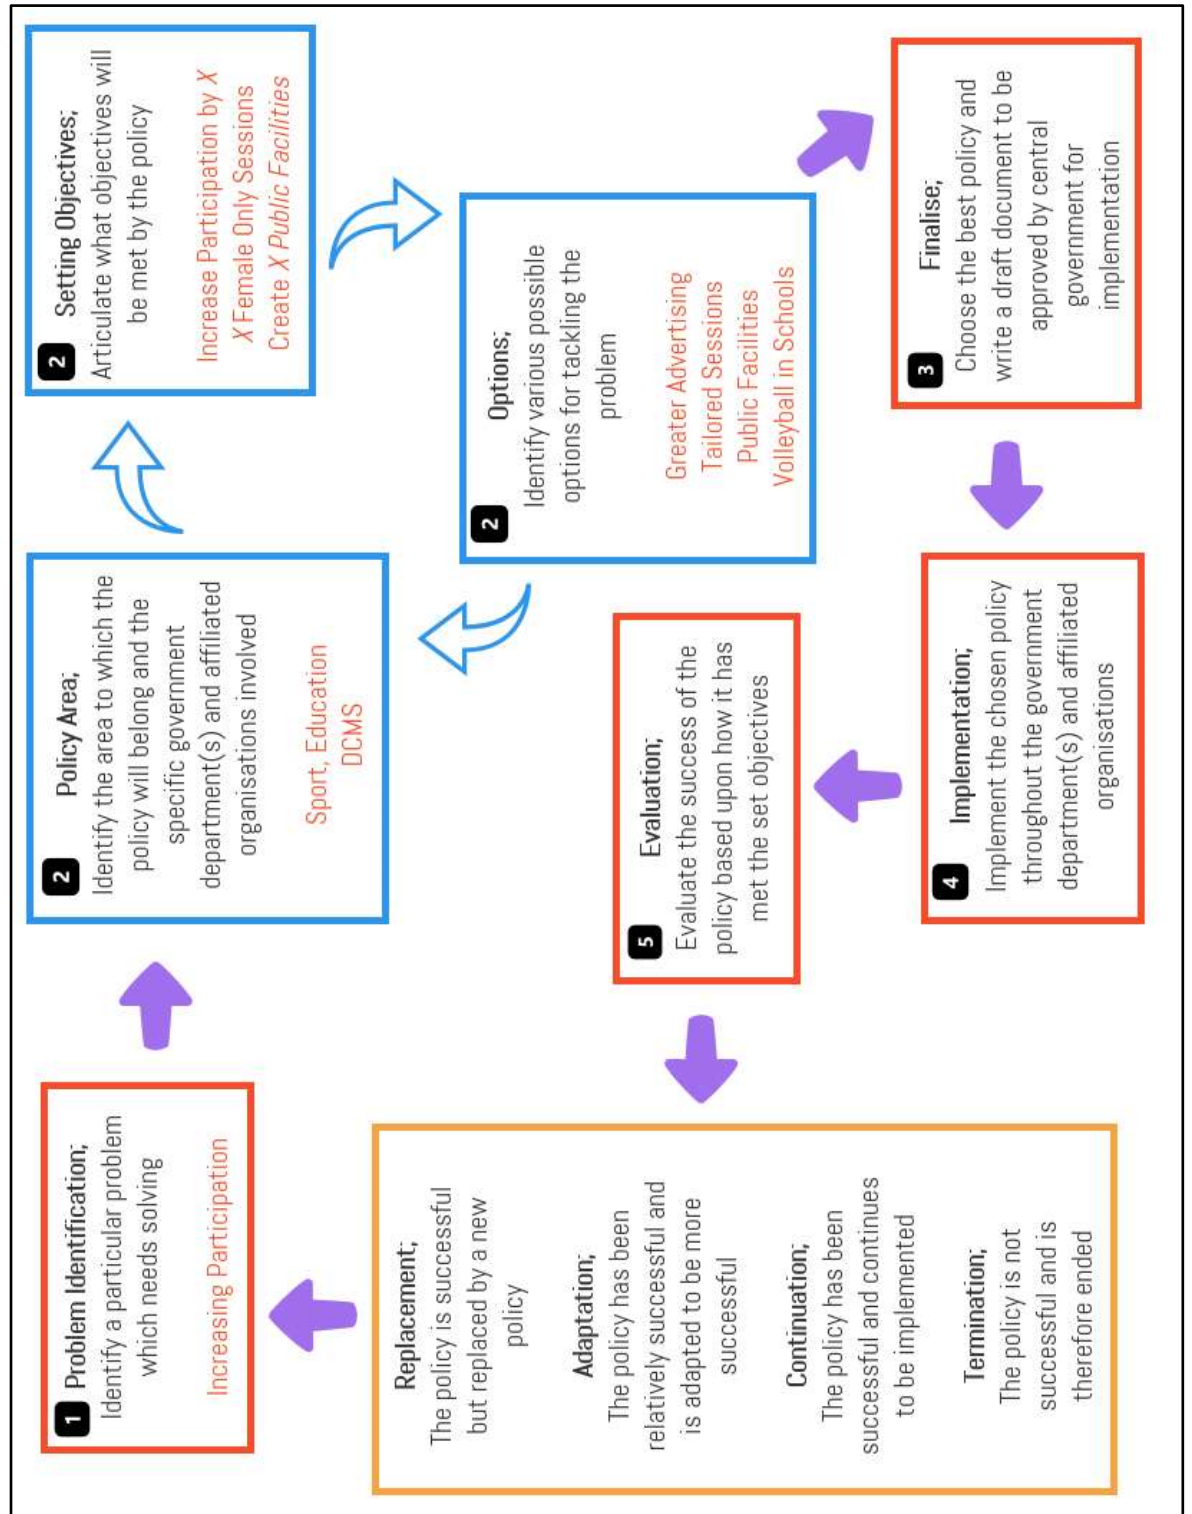 1 Problem Identification;
Identify a particular problem
which needs solving
Increasing Participation
2 Policy Area;
Identify the area to which the
policy will belong and the
specific government
department(s) and affiliated
organisations involved
Sport, Education
DCMS
2 Setting Objectives;
Articulate what objectives will
be met by the policy
Increase Participation by X
X Female Only Sessions
Create X Public Facilities
2 Options;
Identify various possible
options for tackling the
problem
Greater Advertising
Tailored Sessions
Public Facilities
Volleyball in Schools
3 Finalise;
Choose the best policy and
write a draft document to be
approved by central
government for
implementation
4 Implementation;
Implement the chosen policy
throughout the government
department(s) and affiliated
organisations
5 Evaluation;
Evaluate the success of the
policy based upon how it has
met the set objectives
Replacement;
The policy is successful
but replaced by a new
policy
Adaptation;
The policy has been
relatively successful and
is adapted to be more
successful
Continuation;
The policy has been
successful and continues
to be implemented
Termination;
The policy is not
successful and is
therefore ended